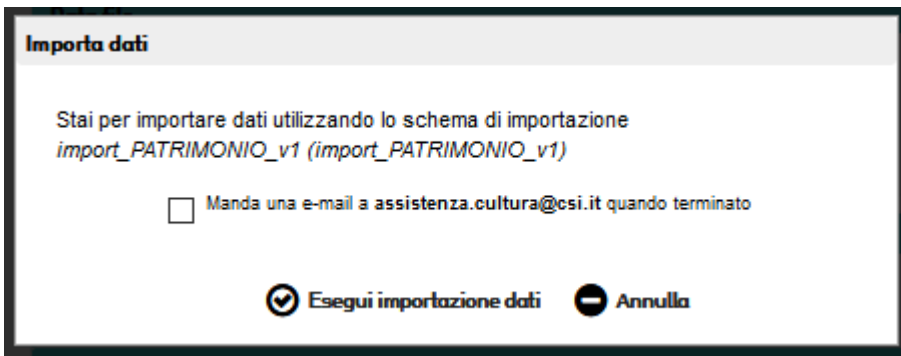 Importa dati
Stai per importare dati utilizzando lo schema di importazione
import_PATRIMONIO_v1 (import_PATRIMONIO_v1)
Manda una e-mail a assistenza.cultura@csi.it quando terminato
Esegui importazione dati Annulla